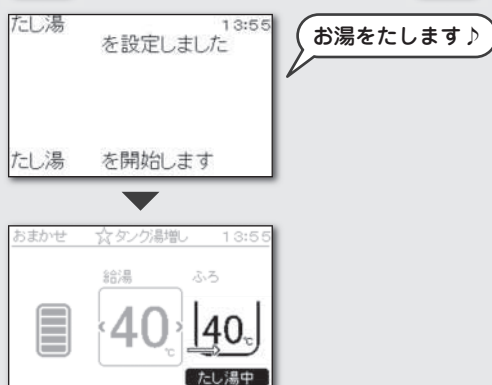 たし湯 13:55
を設定しました
お湯をたします♪
たし湯 を開始します
おまかせ ☆タンク湯増し 13:55
給湯 ふろ
40℃ 40℃
たし湯中